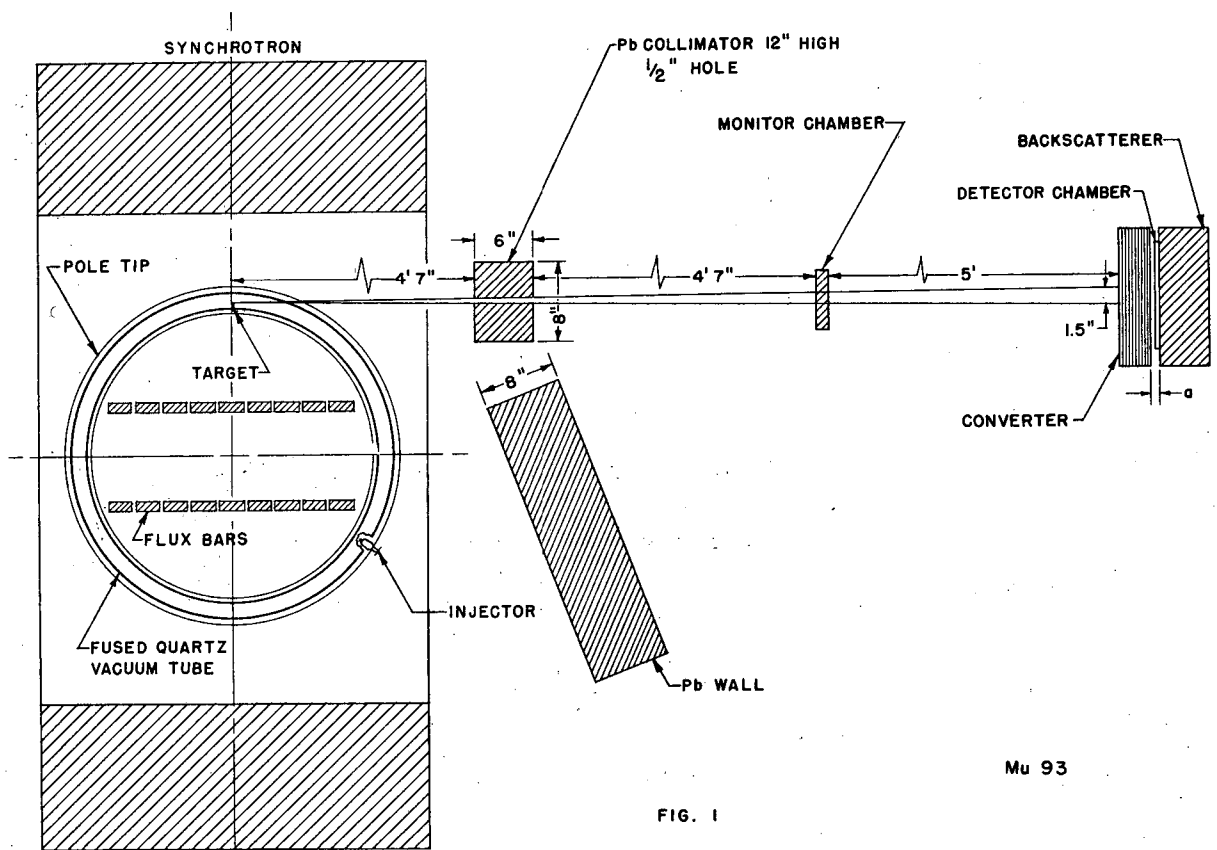 SYNCHROTRON
Pb COLLIMATOR 12" HIGH
1/2" HOLE
MONITOR CHAMBER
BACKSCATTERER
DETECTOR CHAMBER
POLE TIP
6"
4' 7"
4' 7"
5'
8"
1.5"
TARGET
8"
a
CONVERTER
FLUX BARS
INJECTOR
FUSED QUARTZ
VACUUM TUBE
Pb WALL
Mu 93
FIG. 1